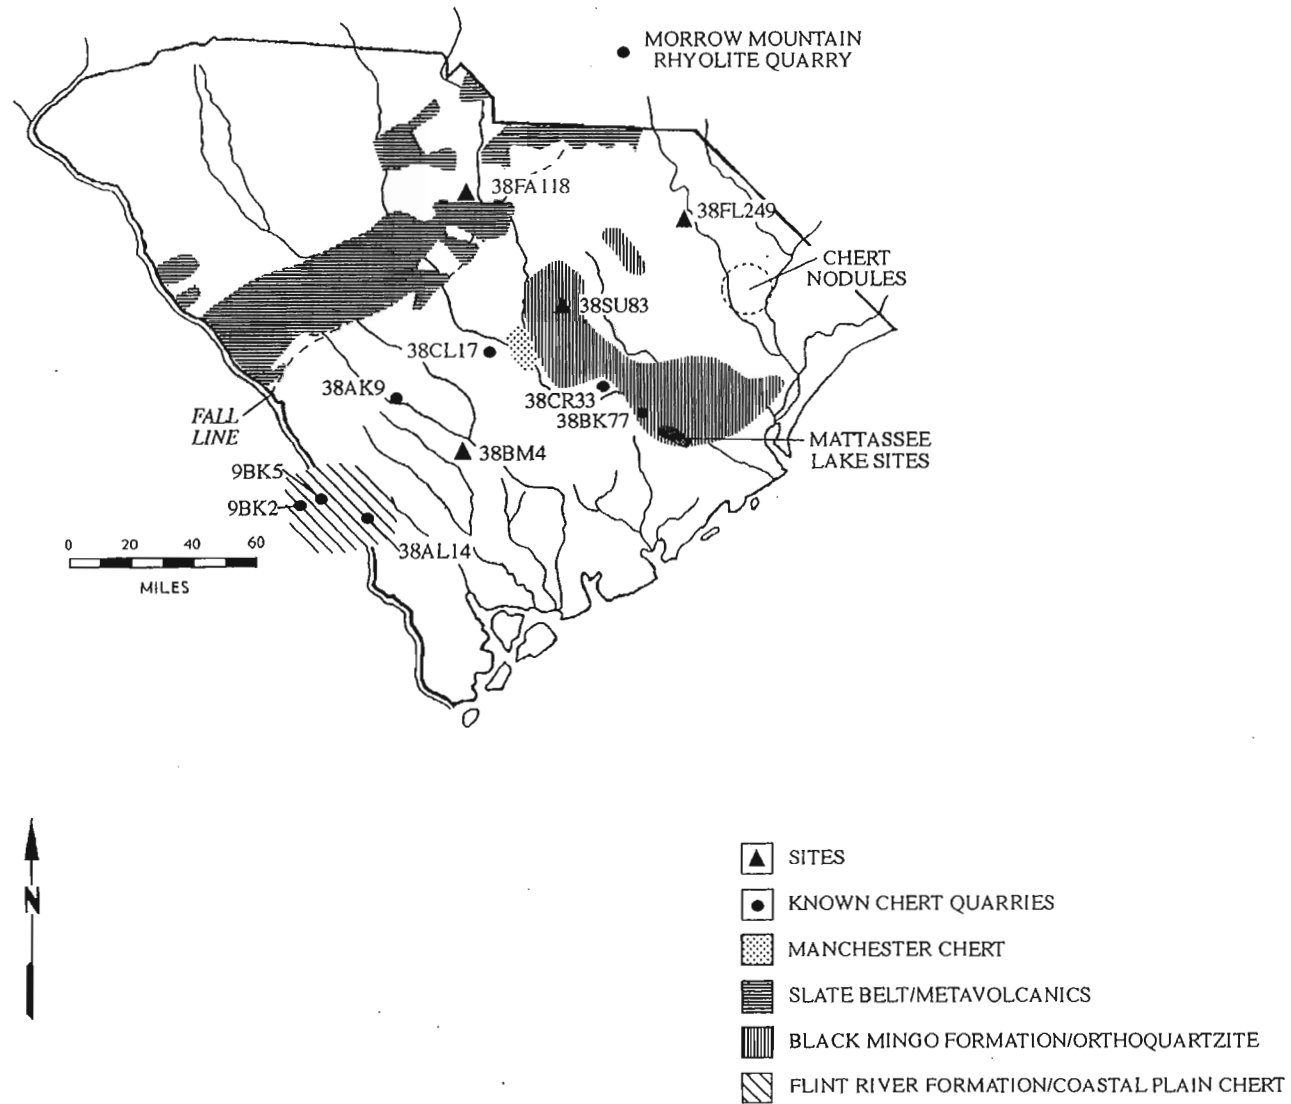 MORROW MOUNTAIN
RHYOLITE QUARRY
38FA118
38FL249
CHERT
NODULES
38SU83
38CL17
38AK9
38CR33
38BK77
FALL
LINE
MATTASSEE
LAKE SITES
38BM4
9BK5
9BK2
38AL14
0 20 40 60
MILES
N
SITES
KNOWN CHERT QUARRIES
MANCHESTER CHERT
SLATE BELT/METAVOLCANICS
BLACK MINGO FORMATION/ORTHOQUARTZITE
FLINT RIVER FORMATION/COASTAL PLAIN CHERT